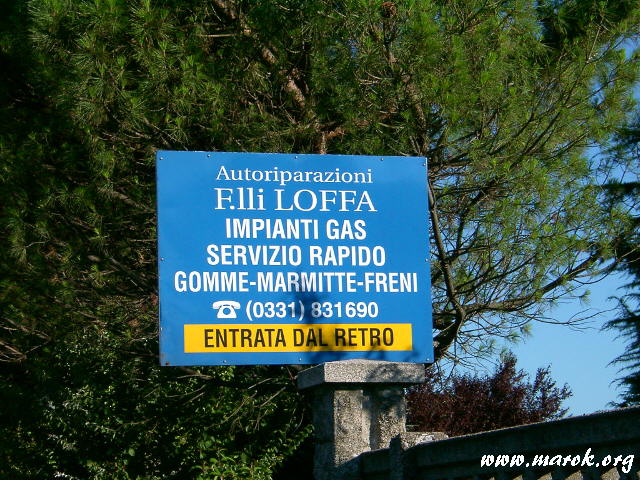 Autoriparazioni
F.lli LOFFA
IMPIANTI GAS
SERVIZIO RAPIDO
GOMME-MARMITTE-FRENI
(0331) 831690
ENTRATA DAL RETRO
www.marok.org